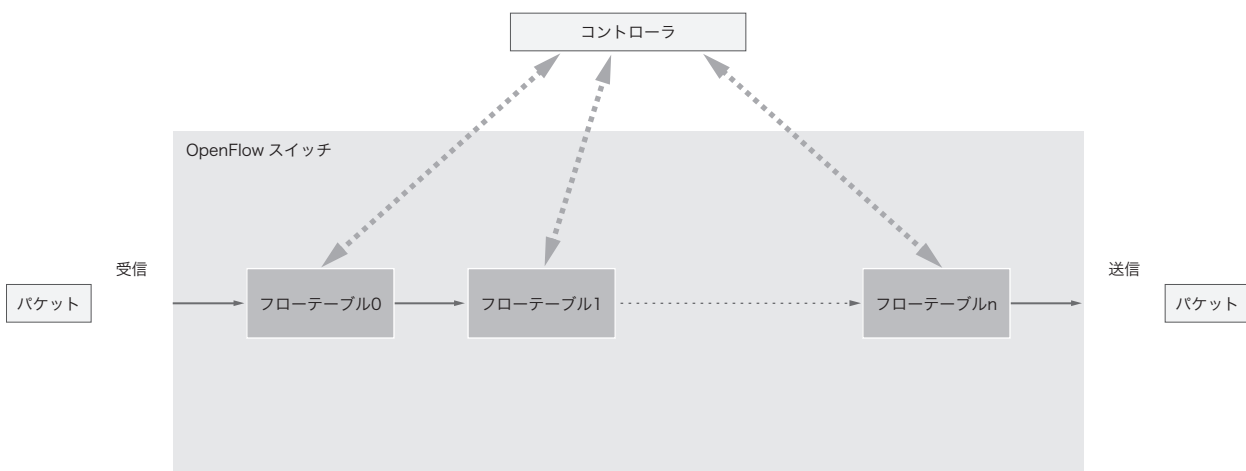 コントローラ
OpenFlow スイッチ
受信
送信
パケット
フローテーブル0
フローテーブル1
フローテーブルn
パケット